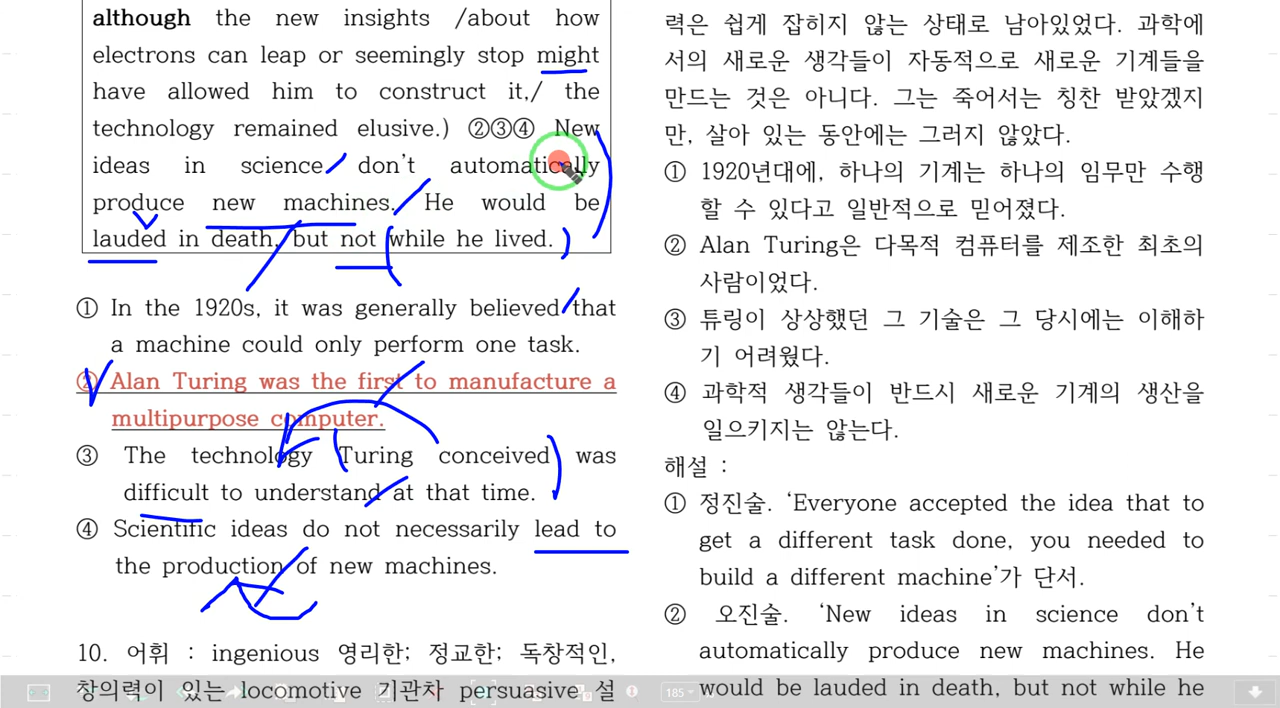 although the new insights /about how
electrons can leap or seemingly stop might
have allowed him to construct it,/ the
technology remained elusive.) ②③④ New
ideas in science don't automatically
produce new machines. He would be
lauded in death, but not while he lived.
① In the 1920s, it was generally believed that
a machine could only perform one task.
② Alan Turing was the first to manufacture a
multipurpose computer.
③ The technology Turing conceived was
difficult to understand at that time.
④ Scientific ideas do not necessarily lead to
the production of new machines.
10. 어휘 : ingenious 영리한; 정교한; 독창적인,
창의력이 있는 locomotive 기관차 persuasive 설
력은 쉽게 잡히지 않는 상태로 남아있었다. 과학에
서의 새로운 생각들이 자동적으로 새로운 기계들을
만드는 것은 아니다. 그는 죽어서는 칭찬 받았겠지
만, 살아 있는 동안에는 그러지 않았다.
① 1920년대에, 하나의 기계는 하나의 임무만 수행
할 수 있다고 일반적으로 믿어졌다.
② Alan Turing은 다목적 컴퓨터를 제조한 최초의
사람이었다.
③ 튜링이 상상했던 그 기술은 그 당시에는 이해하
기 어려웠다.
④ 과학적 생각들이 반드시 새로운 기계의 생산을
일으키지는 않는다.
해설 :
① 정진술. ‘Everyone accepted the idea that to
get a different task done, you needed to
build a different machine’가 단서.
② 오진술. ‘New ideas in science don't
automatically produce new machines. He
would be lauded in death, but not while he
185